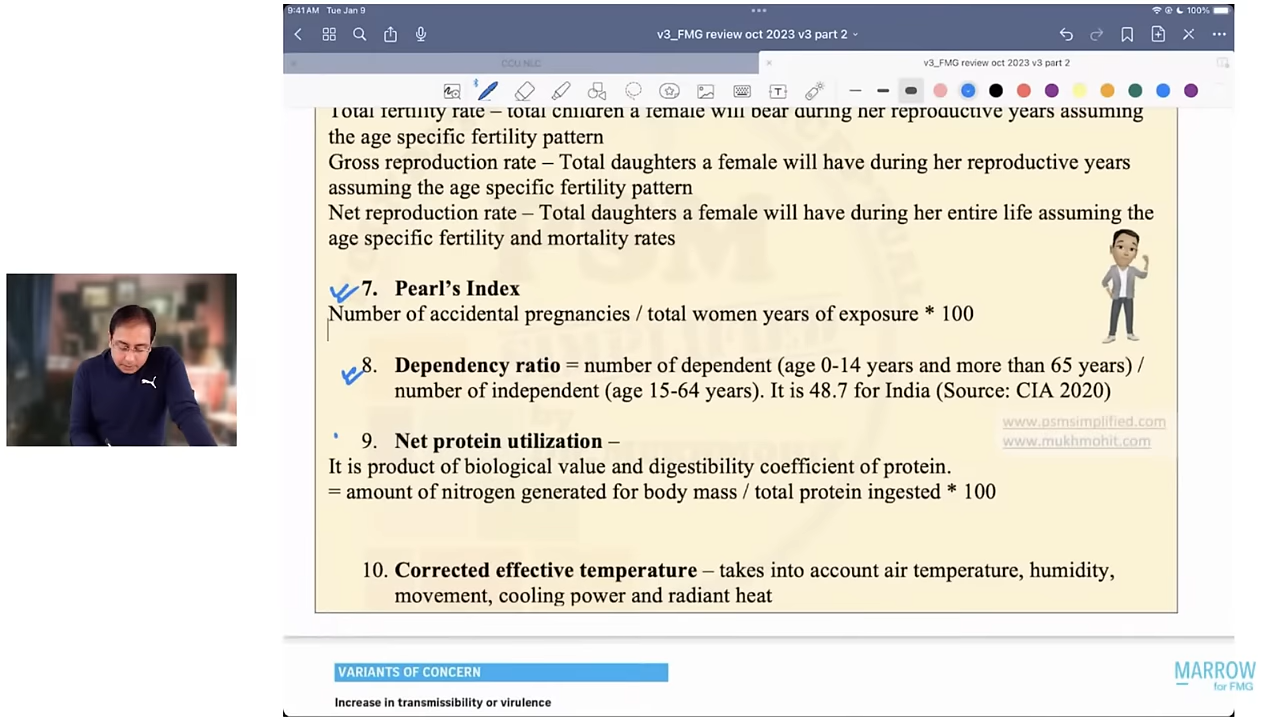 9:41 AM Tue Jan 9
100%
v3_FMG review oct 2023 v3 part 2
COU NLC
v3_FMG review oct 2023 v3 part 2
Total fertility rate – total children a female will bear during her reproductive years assuming
the age specific fertility pattern
Gross reproduction rate – Total daughters a female will have during her reproductive years
assuming the age specific fertility pattern
Net reproduction rate – Total daughters a female will have during her entire life assuming the
age specific fertility and mortality rates
7. Pearl's Index
Number of accidental pregnancies / total women years of exposure * 100
8. Dependency ratio = number of dependent (age 0-14 years and more than 65 years) /
number of independent (age 15-64 years). It is 48.7 for India (Source: CIA 2020)
www.psmsimplified.com
www.mukhmohit.com
9. Net protein utilization –
It is product of biological value and digestibility coefficient of protein.
= amount of nitrogen generated for body mass / total protein ingested * 100
10. Corrected effective temperature – takes into account air temperature, humidity,
movement, cooling power and radiant heat
VARIANTS OF CONCERN
Increase in transmissibility or virulence
MARROW
for FMG